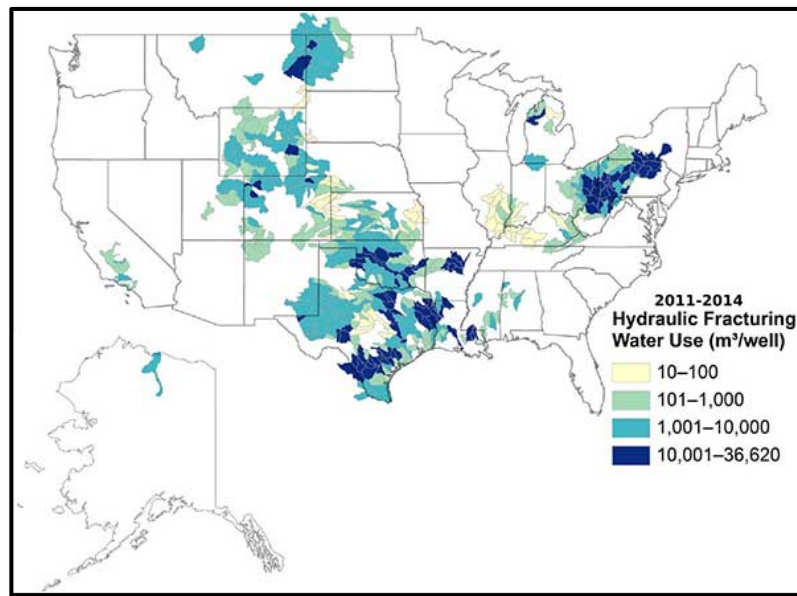 2011-2014
Hydraulic Fracturing
Water Use (m³/well)
10–100
101–1,000
1,001–10,000
10,001–36,620